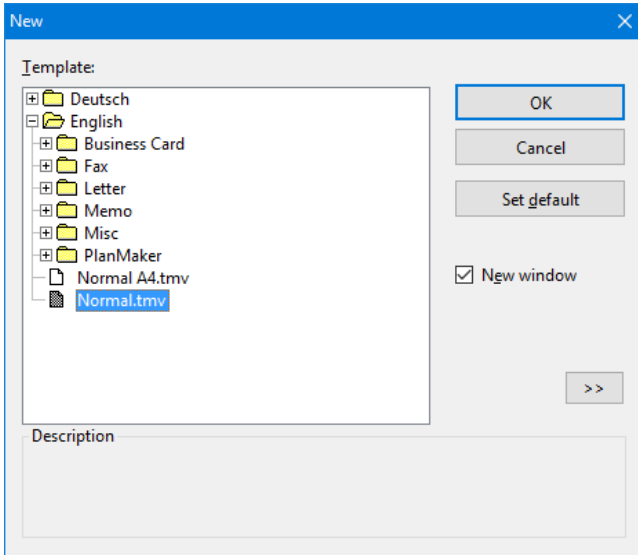 New
Template:
Deutsch
English
Business Card
Fax
Letter
Memo
Misc
PlanMaker
Normal A4.tmv
Normal.tmv
OK
Cancel
Set default
New window
>>
Description